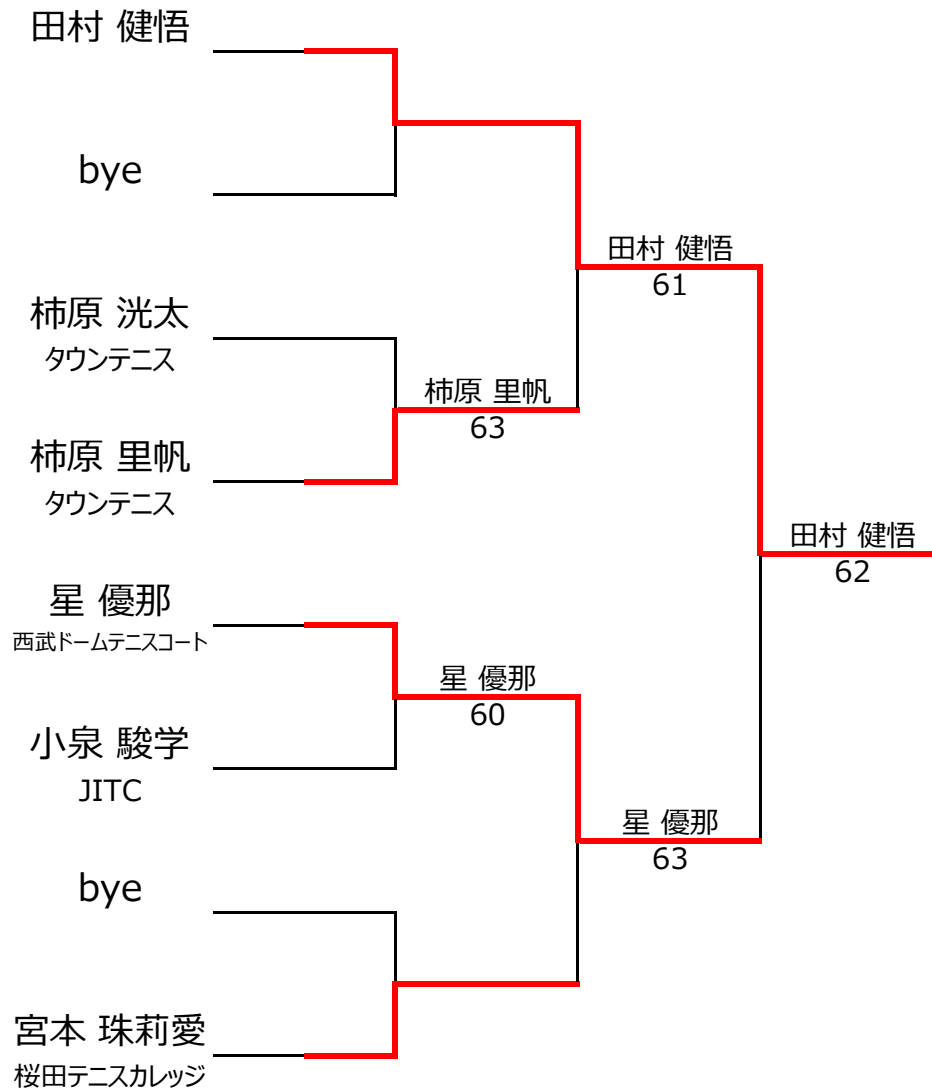 田村 健悟
bye
柿原 洸太
タウンテニス
柿原 里帆
タウンテニス
星 優那
西武ドームテニスコート
小泉 駿学
JITC
bye
宮本 珠莉愛
桜田テニスカレッジ
柿原 里帆
63
星 優那
60
田村 健悟
61
星 優那
63
田村 健悟
62